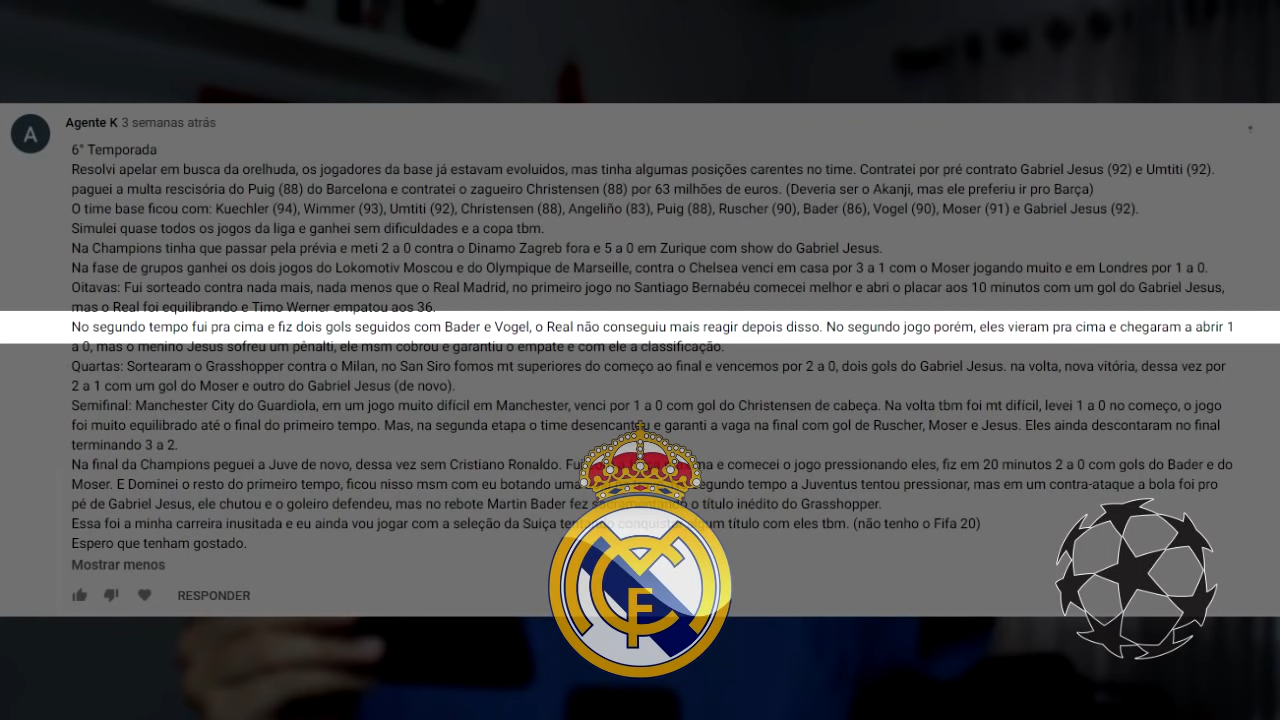 A
Agente K 3 semanas atrás
6° Temporada
Resolvi apelar em busca da orelhuda, os jogadores da base já estavam evoluidos, mas tinha algumas posições carentes no time. Contratei por pré contrato Gabriel Jesus (92) e Umtiti (92).
paguei a multa rescisória do Puig (88) do Barcelona e contratei o zagueiro Christensen (88) por 63 milhões de euros. (Deveria ser o Akanji, mas ele preferiu ir pro Barça)
O time base ficou com: Kuechler (94), Wimmer (93), Umtiti (92), Christensen (88), Angeliño (83), Puig (88), Ruscher (90), Bader (86), Vogel (90), Moser (91) e Gabriel Jesus (92).
Simulei quase todos os jogos da liga e ganhei sem dificuldades e a copa tbm.
Na Champions tinha que passar pela prévia e meti 2 a 0 contra o Dinamo Zagreb fora e 5 a 0 em Zurique com show do Gabriel Jesus.
Na fase de grupos ganhei os dois jogos do Lokomotiv Moscou e do Olympique de Marseille, contra o Chelsea venci em casa por 3 a 1 com o Moser jogando muito e em Londres por 1 a 0.
Oitavas: Fui sorteado contra nada mais, nada menos que o Real Madrid, no primeiro jogo no Santiago Bernabéu comecei melhor e abri o placar aos 10 minutos com um gol do Gabriel Jesus,
mas o Real foi equilibrando e Timo Werner empatou aos 36.
No segundo tempo fui pra cima e fiz dois gols seguidos com Bader e Vogel, o Real não conseguiu mais reagir depois disso. No segundo jogo porém, eles vieram pra cima e chegaram a abrir 1
a 0, mas o menino Jesus sofreu um pênalti, ele msm cobrou e garantiu o empate e com ele a classificação.
Quartas: Sortearam o Grasshopper contra o Milan, no San Siro fomos mt superiores do começo ao final e vencemos por 2 a 0, dois gols do Gabriel Jesus. na volta, nova vitória, dessa vez por
2 a 1 com um gol do Moser e outro do Gabriel Jesus (de novo).
Semifinal: Manchester City do Guardiola, em um jogo muito difícil em Manchester, venci por 1 a 0 com gol do Christensen de cabeça. Na volta tbm foi mt difícil, levei 1 a 0 no começo, o jogo
foi muito equilibrado até o final do primeiro tempo. Mas, na segunda etapa o time desencantou e garanti a vaga na final com gol de Ruscher, Moser e Jesus. Eles ainda descontaram no final
terminando 3 a 2.
Na final da Champions peguei a Juve de novo, dessa vez sem Cristiano Ronaldo. e comecei o jogo pressionando eles, fiz em 20 minutos 2 a 0 com gols do Bader e do
Moser. E Dominei o resto do primeiro tempo, ficou nisso msm com eu botando uma segundo tempo a Juventus tentou pressionar, mas em um contra-ataque a bola foi pro
pé de Gabriel Jesus, ele chutou e o goleiro defendeu, mas no rebote Martin Bader fez o título inédito do Grasshopper.
Essa foi a minha carreira inusitada e eu ainda vou jogar com a seleção da Suiça tentando conquistar algum título com eles tbm. (não tenho o Fifa 20)
Espero que tenham gostado.
Mostrar menos
RESPONDER